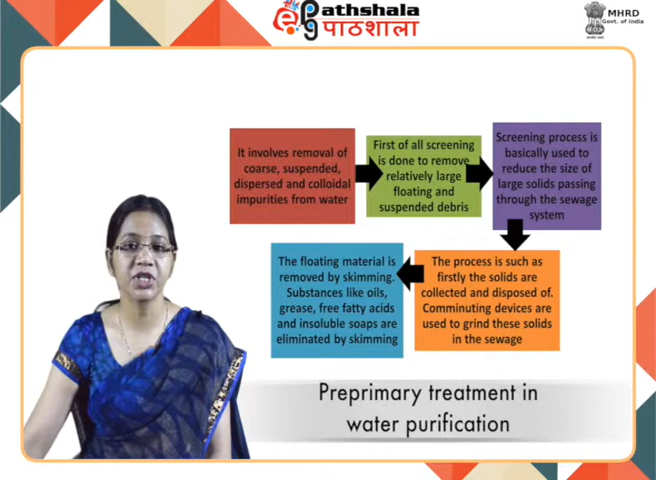 ePathshala
पाठशाला
MHRD
Govt. of India
It involves removal of
coarse, suspended,
dispersed and colloidal
impurities from water
First of all screening
is done to remove
relatively large
floating and
suspended debris
Screening process is
basically used to
reduce the size of
large solids passing
through the sewage
system
The process is such as
firstly the solids are
collected and disposed of.
Comminuting devices are
used to grind these solids
in the sewage
The floating material is
removed by skimming.
Substances like oils,
grease, free fatty acids
and insoluble soaps are
eliminated by skimming
Preprimary treatment in
water purification